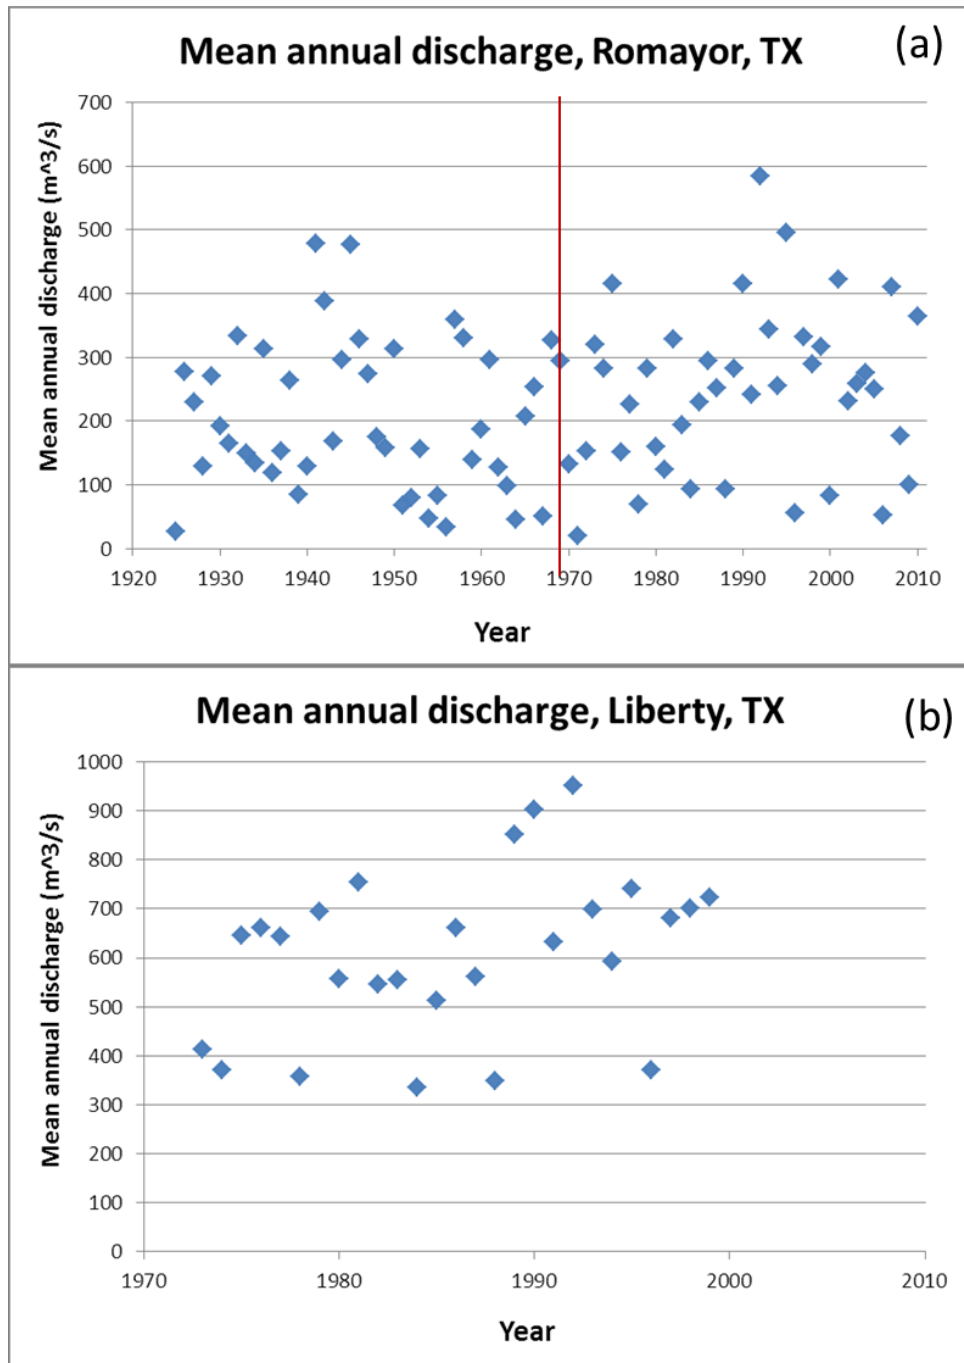 Mean annual discharge, Romayor, TX
(a)
Mean annual discharge (m^3/s)
700
600
500
400
300
200
100
0
1920 1930 1940 1950 1960 1970 1980 1990 2000 2010
Year
Mean annual discharge, Liberty, TX
(b)
Mean annual discharge (m^3/s)
1000
900
800
700
600
500
400
300
200
100
0
1970 1980 1990 2000 2010
Year